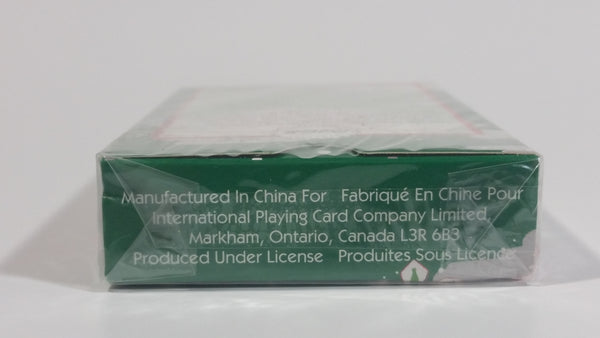 Manufactured In China For Fabriqué En Chine Pour
International Playing Card Company Limited,
Markham, Ontario, Canada L3R 6B3
Produced Under License Produites Sous Licence